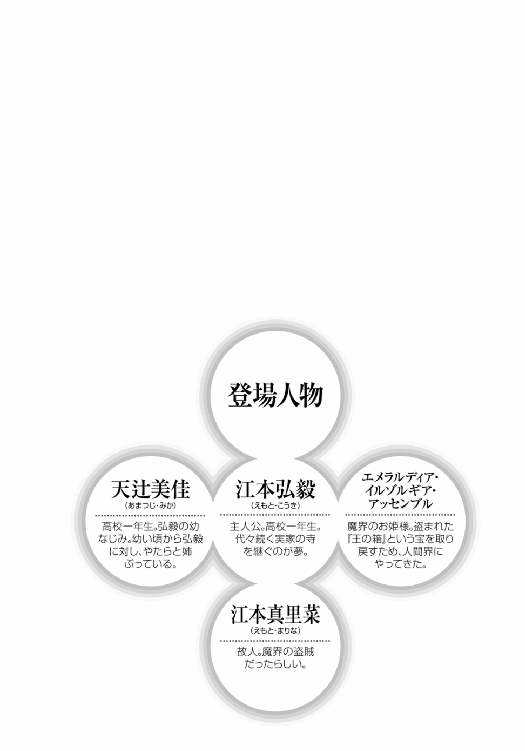 登場人物
天辻美佳
(あまつじ・みか)
高校一年生。弘毅の幼
なじみ。幼い頃から弘毅
に対し、やたらと姉
ぶっている。
江本弘毅
(えもと・こうき)
主人公。高校一年生。
代々続く実家の寺
を継ぐのが夢。
エメラルディア・
イルゾルギア・
アッセンブル
魔界のお姫様。盗まれた
『王の箱』という宝を取り
戻すため、人間界に
やってきた。
江本真里菜
(えもと・まりな)
故人。魔界の盗賊
だったらしい。